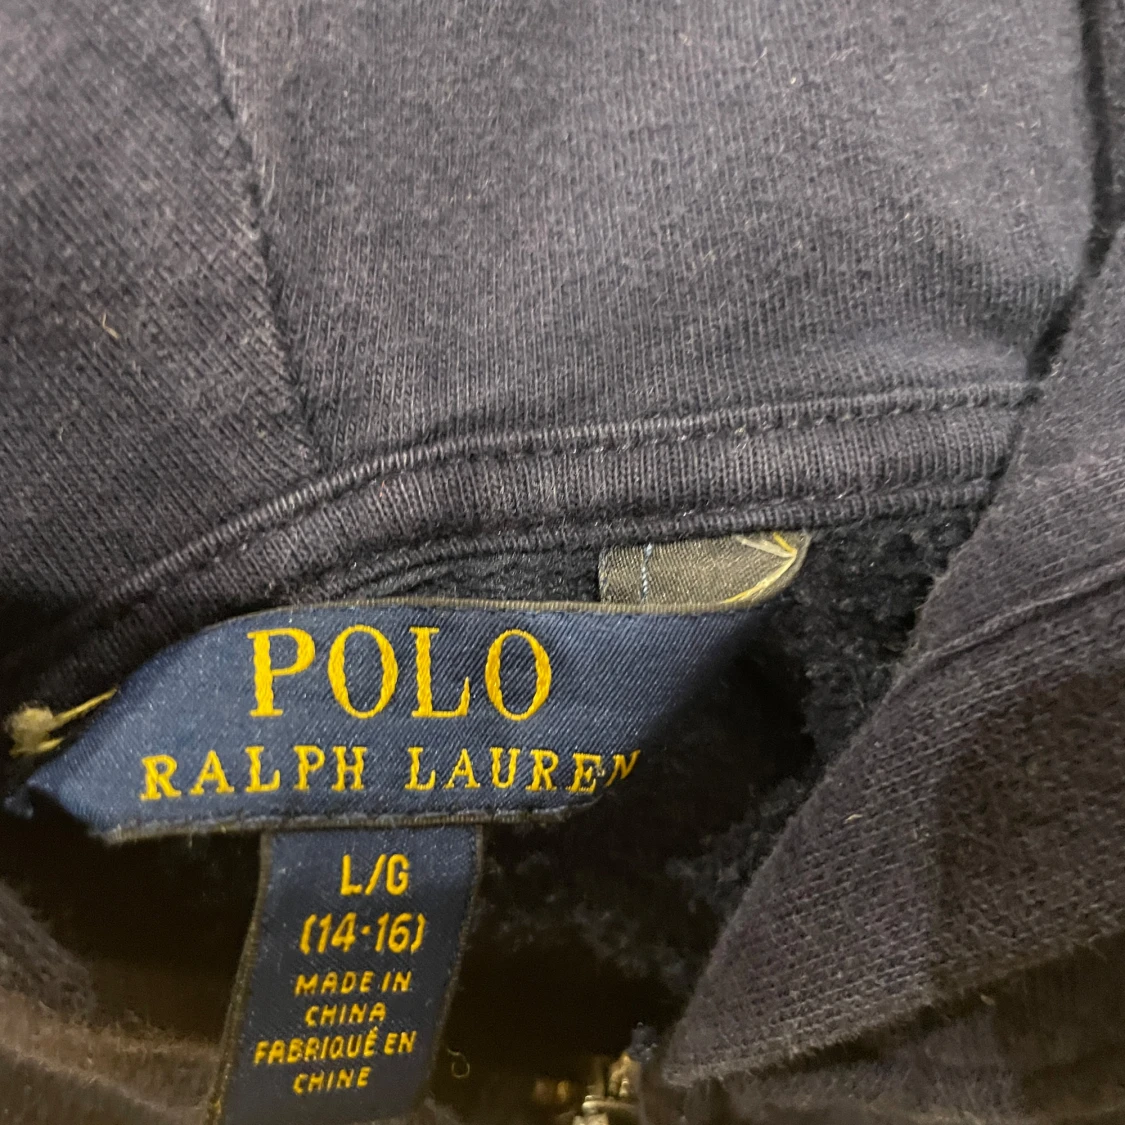 POLO
RALPH LAUREN
L/G
(14-16)
MADE IN
CHINA
FABRIQUÉ EN
CHINE